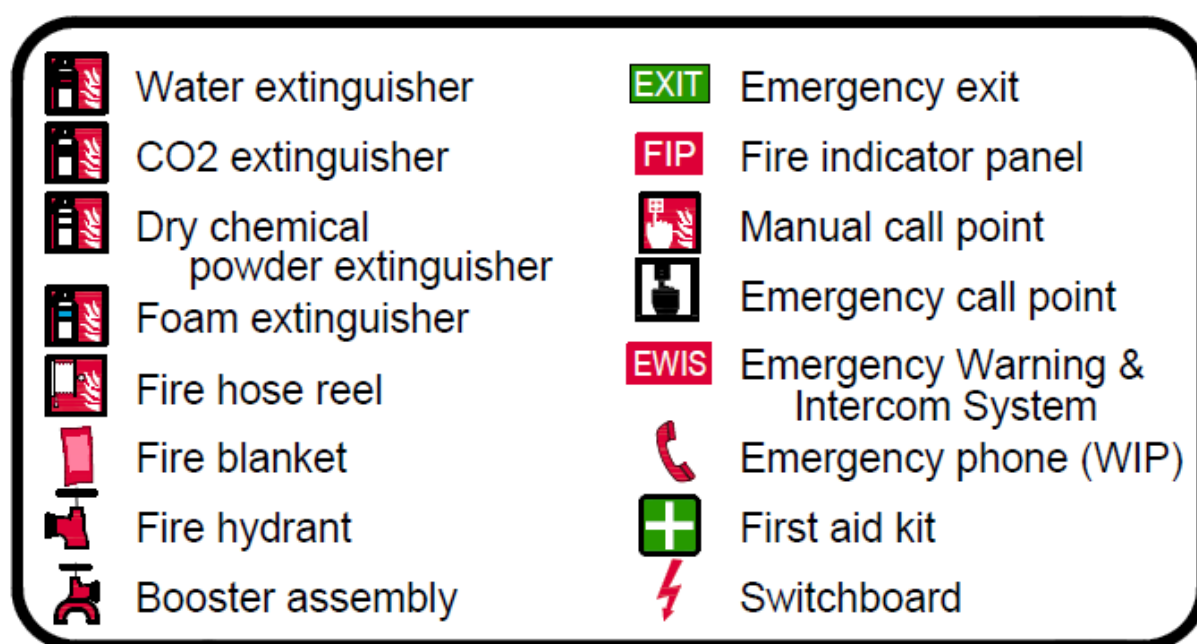 Water extinguisher
CO2 extinguisher
Dry chemical
powder extinguisher
Foam extinguisher
Fire hose reel
Fire blanket
Fire hydrant
Booster assembly
EXIT Emergency exit
FIP Fire indicator panel
Manual call point
Emergency call point
EWIS Emergency Warning &
Intercom System
Emergency phone (WIP)
First aid kit
Switchboard